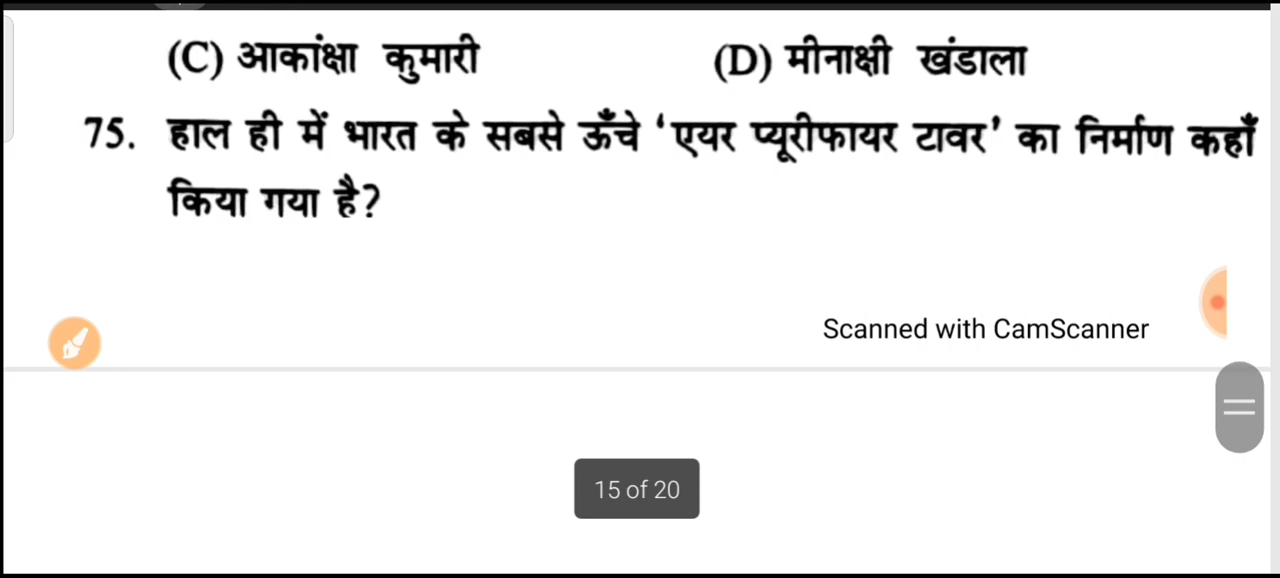 (C) आकांक्षा कुमारी (D) मीनाक्षी खंडाला
75. हाल ही में भारत के सबसे ऊँचे ‘एयर प्यूरीफायर टावर’ का निर्माण कहाँ
किया गया है?
Scanned with CamScanner
15 of 20